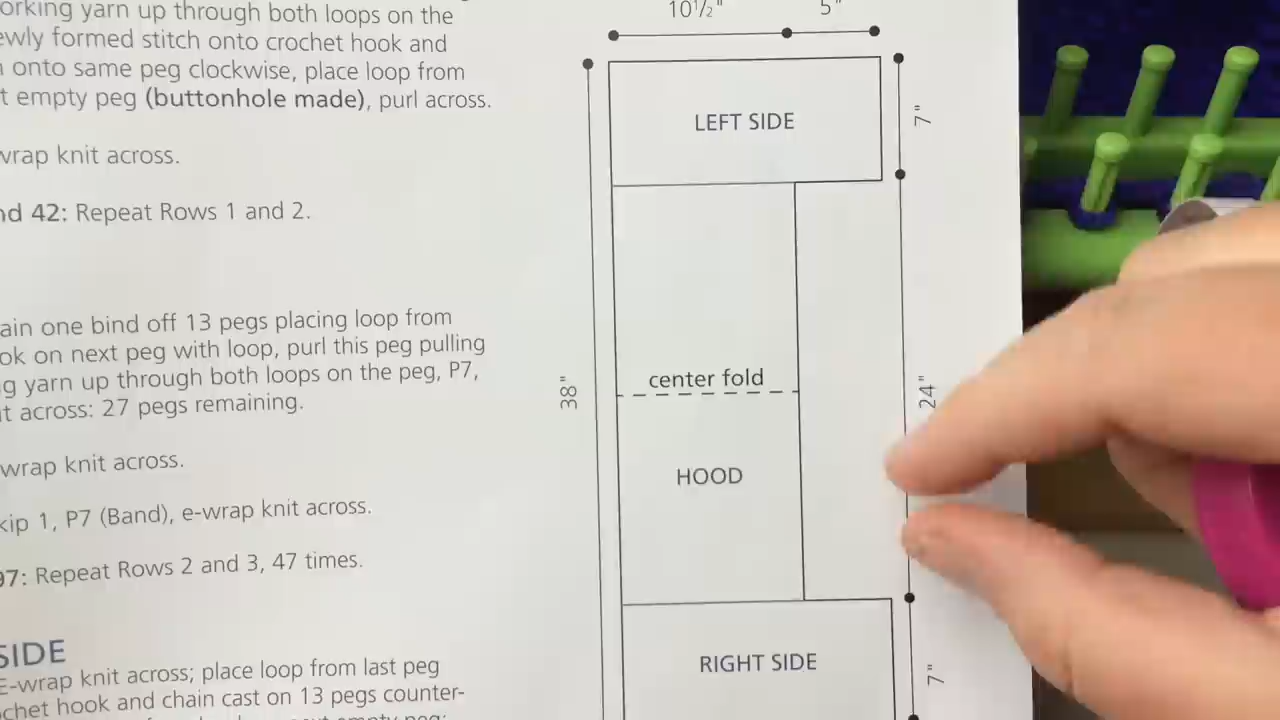 orking yarn up through both loops on the
ewly formed stitch onto crochet hook and
onto same peg clockwise, place loop from
t empty peg (buttonhole made), purl across.
wrap knit across.
nd 42: Repeat Rows 1 and 2.
ain one bind off 13 pegs placing loop from
ok on next peg with loop, purl this peg pulling
g yarn up through both loops on the peg, P7,
it across: 27 pegs remaining.
wrap knit across.
kip 1, P7 (Band), e-wrap knit across.
97: Repeat Rows 2 and 3, 47 times.
SIDE
E-wrap knit across; place loop from last peg
ochet hook and chain cast on 13 pegs counter-
10½" 5"
LEFT SIDE
7"
38"
center fold
24"
HOOD
RIGHT SIDE
7"